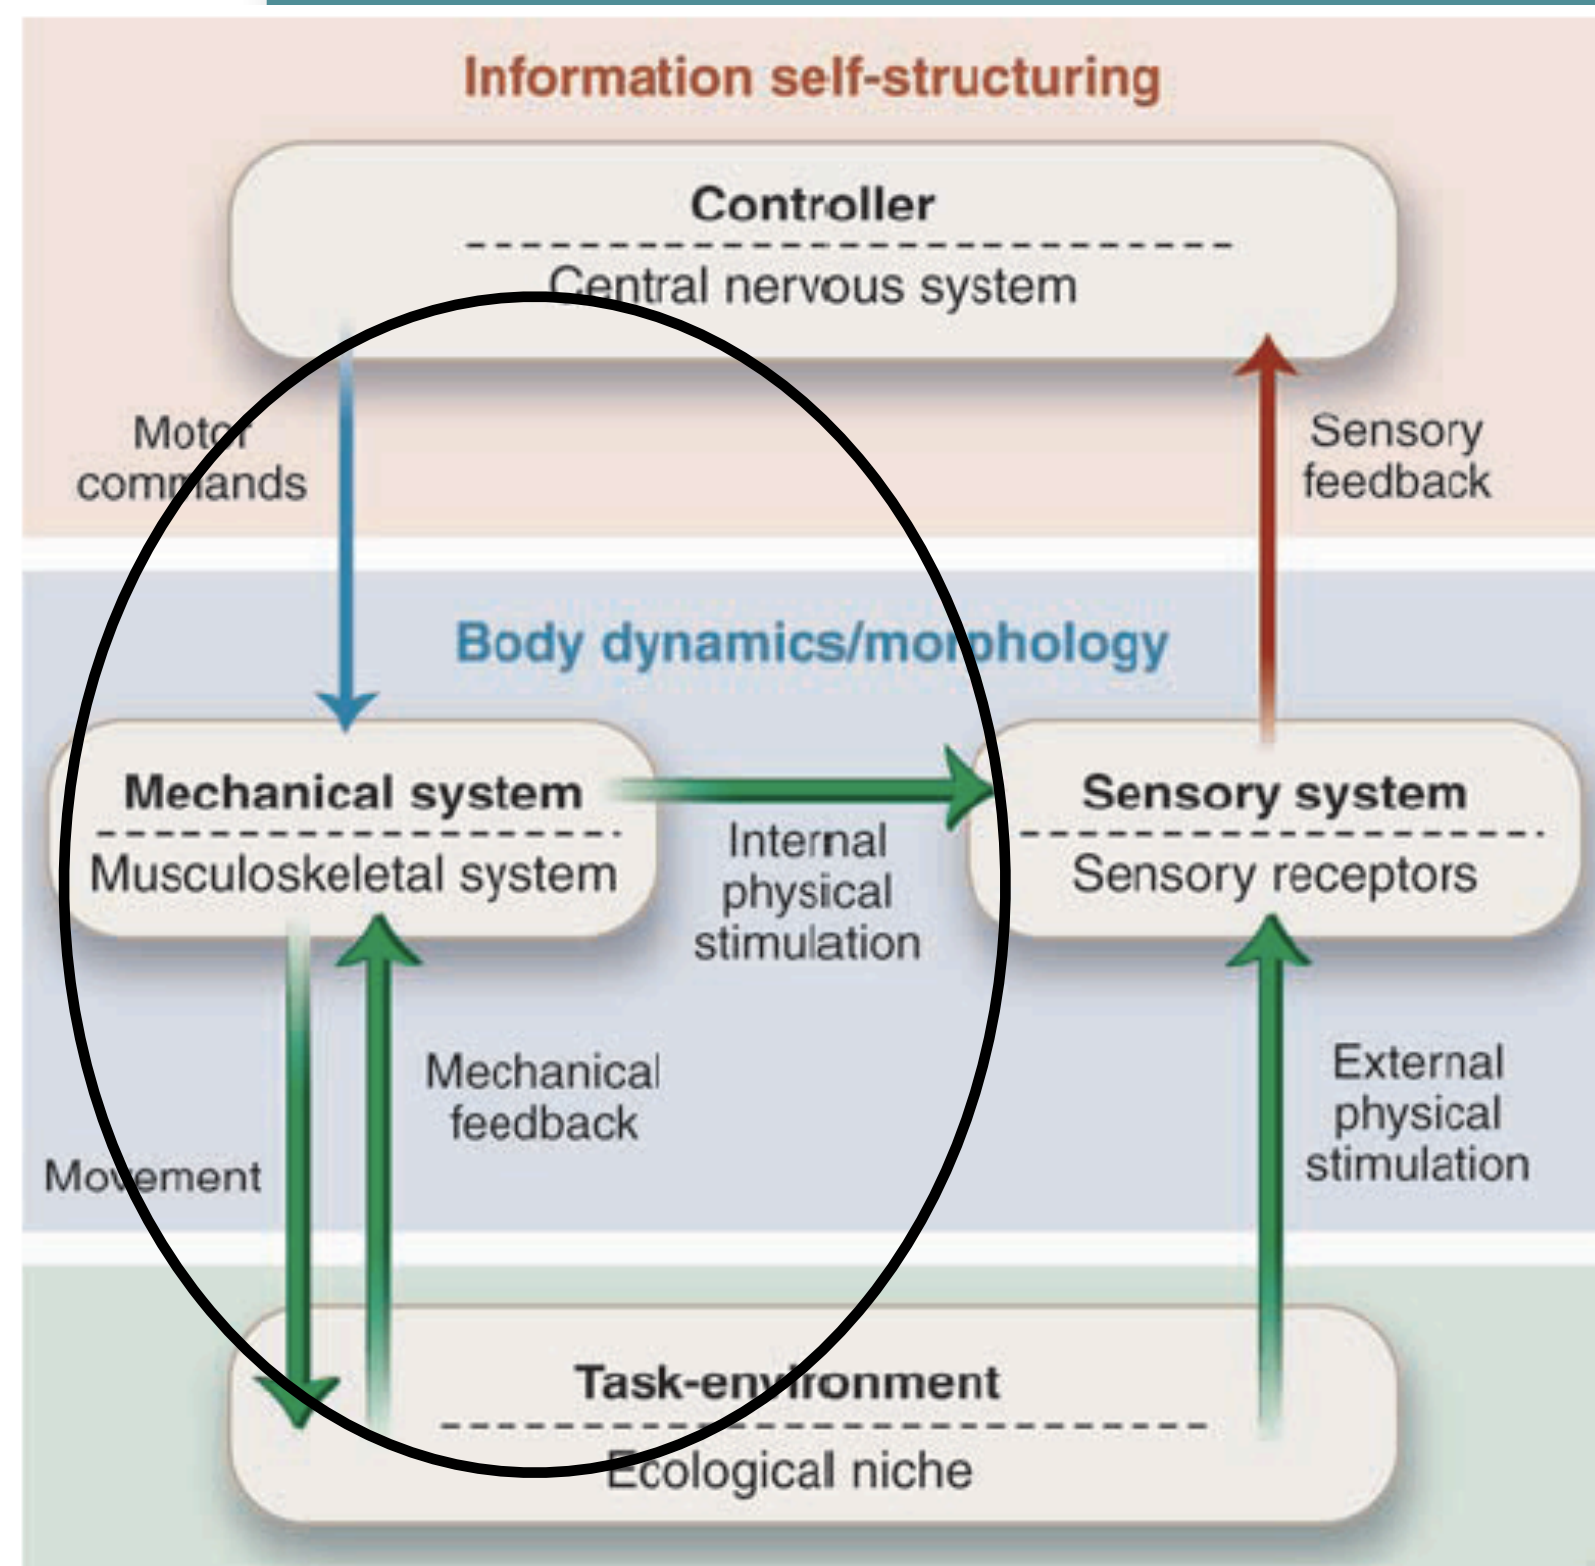 Information self-structuring
Controller
Central nervous system
Motor
commands
Sensory
feedback
Body dynamics/morphology
Mechanical system
Musculoskeletal system
Internal
physical
stimulation
Sensory system
Sensory receptors
Mechanical
feedback
Movement
External
physical
stimulation
Task-environment
Ecological niche